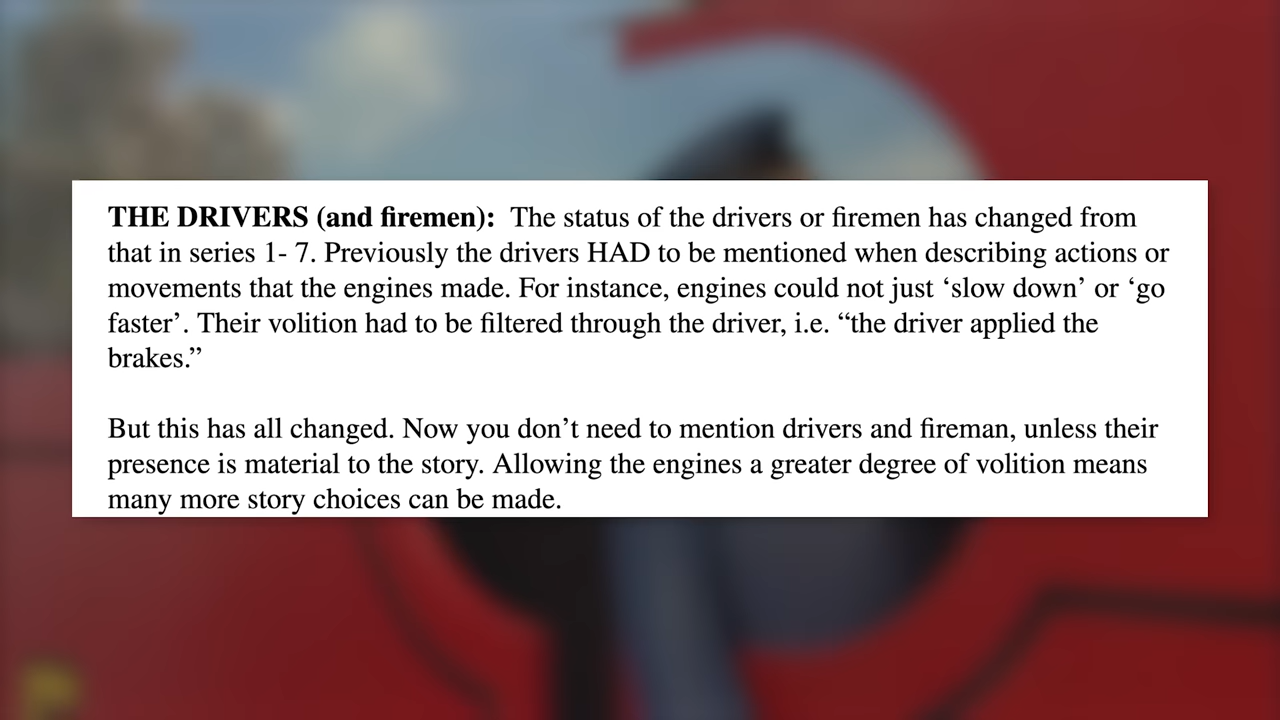 THE DRIVERS (and firemen): The status of the drivers or firemen has changed from
that in series 1- 7. Previously the drivers HAD to be mentioned when describing actions or
movements that the engines made. For instance, engines could not just ‘slow down’ or ‘go
faster’. Their volition had to be filtered through the driver, i.e. “the driver applied the
brakes.”
But this has all changed. Now you don’t need to mention drivers and fireman, unless their
presence is material to the story. Allowing the engines a greater degree of volition means
many more story choices can be made.